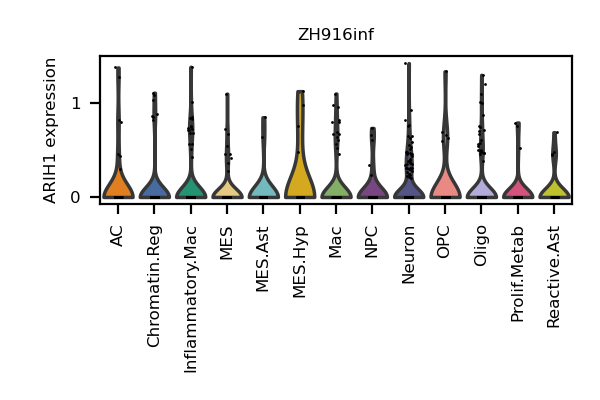 ZH916inf
ARIH1 expression
1
0
AC
Chromatin.Reg
Inflammatory.Mac
MES
MES.Ast
MES.Hyp
Mac
NPC
Neuron
OPC
Oligo
Prolif.Metab
Reactive.Ast